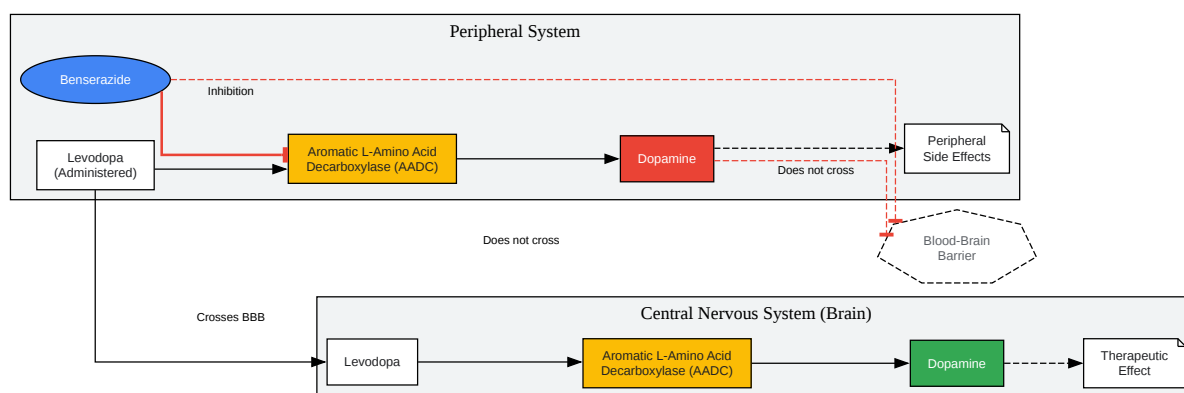 Peripheral System
Benserazide
Inhibition
Levodopa
(Administered)
Aromatic L-Amino Acid
Decarboxylase (AADC)
Dopamine
Does not cross
Peripheral
Side Effects
Does not cross
Blood-Brain
Barrier
Crosses BBB
Central Nervous System (Brain)
Levodopa
Aromatic L-Amino Acid
Decarboxylase (AADC)
Dopamine
Therapeutic
Effect